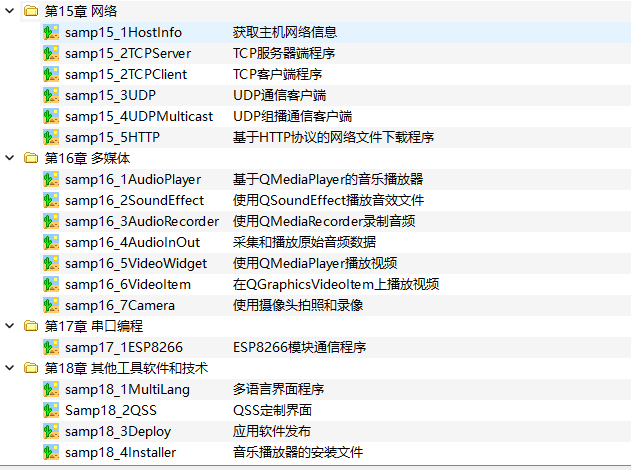 第15章 网络
samp15_1HostInfo 获取主机网络信息
samp15_2TCPServer TCP服务器端程序
samp15_2TCPClient TCP客户端程序
samp15_3UDP UDP通信客户端
samp15_4UDPMulticast UDP组播通信客户端
samp15_5HTTP 基于HTTP协议的网络文件下载程序
第16章 多媒体
samp16_1AudioPlayer 基于QMediaPlayer的音乐播放器
samp16_2SoundEffect 使用QSoundEffect播放音效文件
samp16_3AudioRecorder 使用QMediaRecorder录制音频
samp16_4AudioInOut 采集和播放原始音频数据
samp16_5VideoWidget 使用QMediaPlayer播放视频
samp16_6VideoItem 在QGraphicsVideoItem上播放视频
samp16_7Camera 使用摄像头拍照和录像
第17章 串口编程
samp17_1ESP8266 ESP8266模块通信程序
第18章 其他工具软件和技术
samp18_1MultiLang 多语言界面程序
Samp18_2QSS QSS定制界面
samp18_3Deploy 应用软件发布
samp18_4Installer 音乐播放器的安装文件